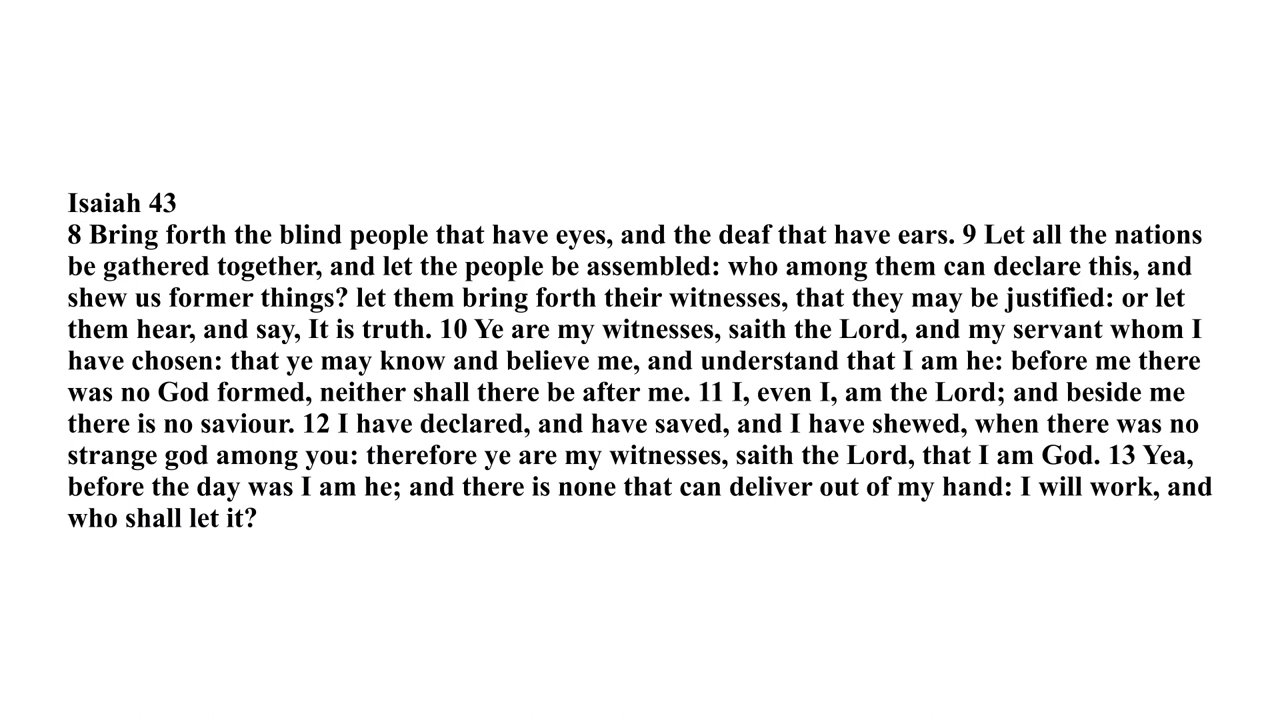 Isaiah 43
8 Bring forth the blind people that have eyes, and the deaf that have ears. 9 Let all the nations
be gathered together, and let the people be assembled: who among them can declare this, and
shew us former things? let them bring forth their witnesses, that they may be justified: or let
them hear, and say, It is truth. 10 Ye are my witnesses, saith the Lord, and my servant whom I
have chosen: that ye may know and believe me, and understand that I am he: before me there
was no God formed, neither shall there be after me. 11 I, even I, am the Lord; and beside me
there is no saviour. 12 I have declared, and have saved, and I have shewed, when there was no
strange god among you: therefore ye are my witnesses, saith the Lord, that I am God. 13 Yea,
before the day was I am he; and there is none that can deliver out of my hand: I will work, and
who shall let it?